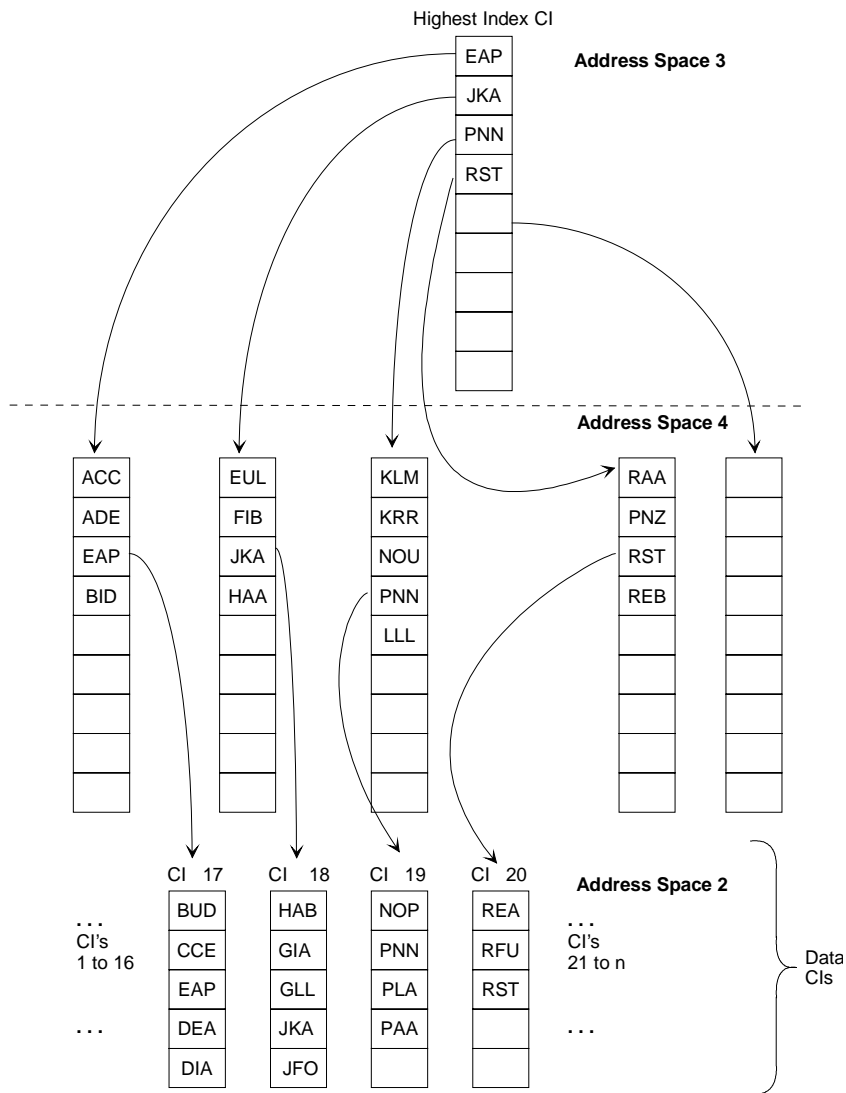 Highest Index CI
Address Space 3
EAP
JKA
PNN
RST
Address Space 4
ACC
ADE
EAP
BID
EUL
FIB
JKA
HAA
KLM
KRR
NOU
PNN
LLL
RAA
PNZ
RST
REB
Address Space 2
CI 17
BUD
CCE
EAP
DEA
DIA
CI 18
HAB
GIA
GLL
JKA
JFO
CI 19
NOP
PNN
PLA
PAA
CI 20
REA
RFU
RST
. . .
CI's
1 to 16
. . .
. . .
CI's
21 to n
. . .
Data
CIs